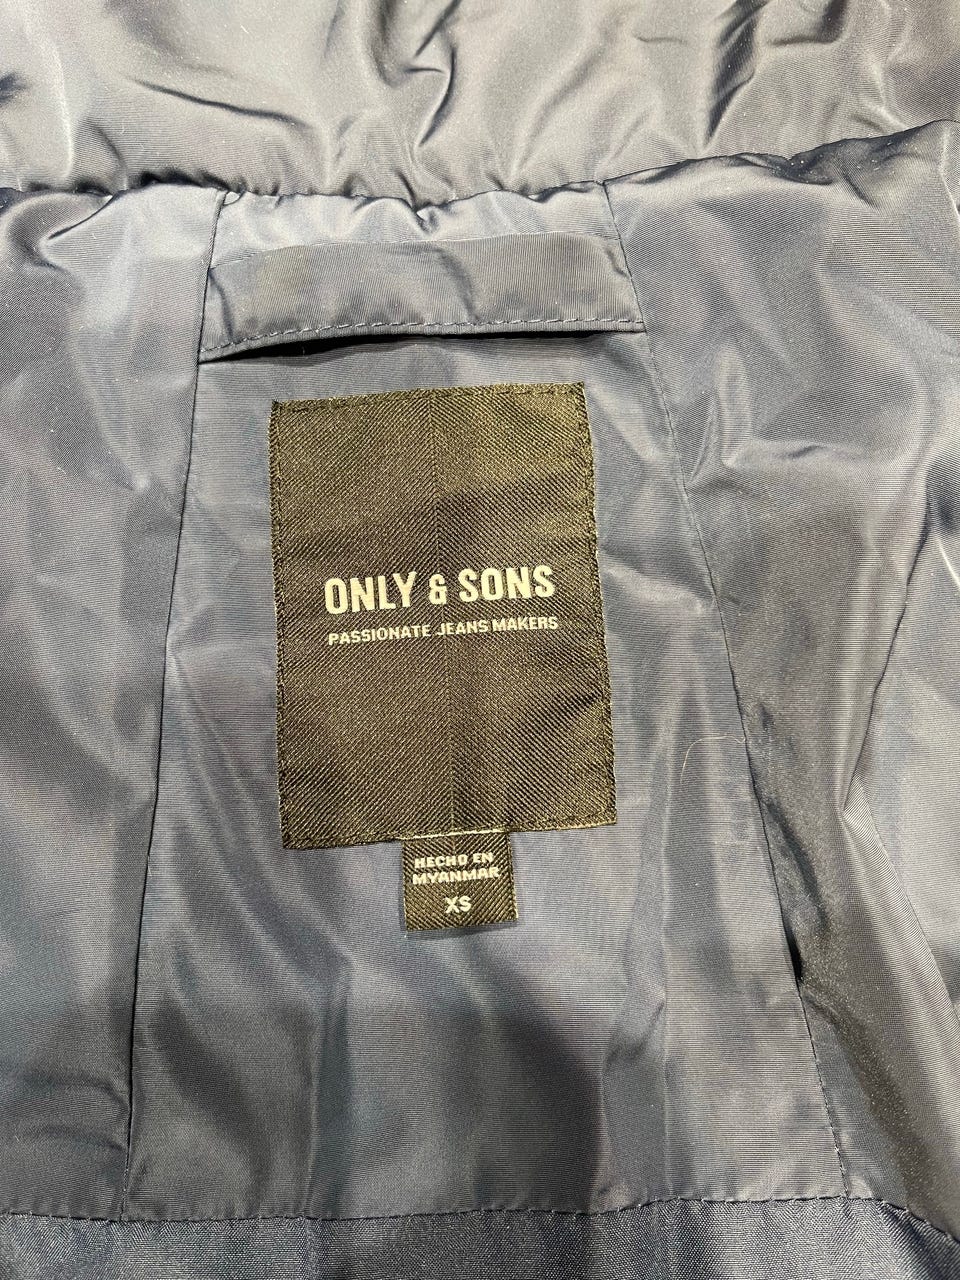 ONLY & SONS
PASSIONATE JEANS MAKERS
HECHO EN
MYANMAR
XS